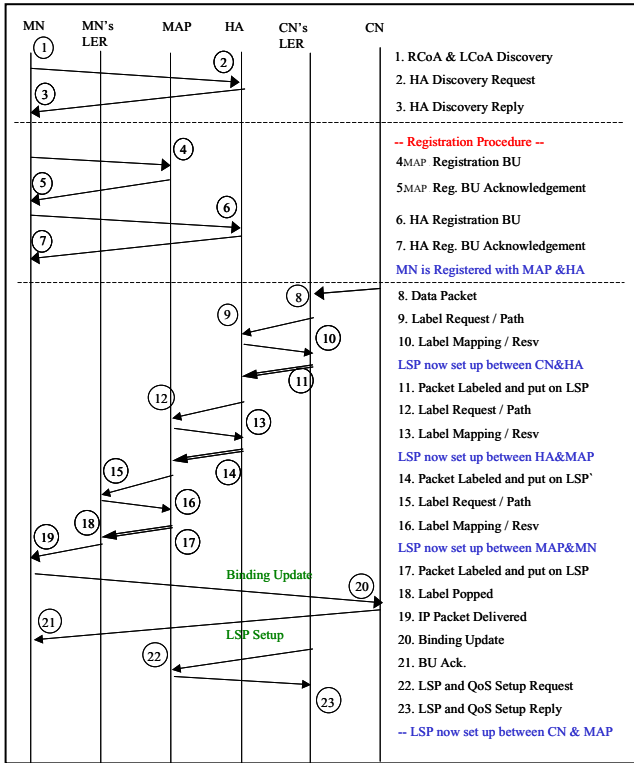 MN
MN's
LER
MAP
HA
CN's
LER
CN
1
2
3
4
5
6
7
8
9
10
11
12
13
14
15
16
17
18
19
Binding Update
20
21
LSP Setup
22
23
1. RCoA & LCoA Discovery
2. HA Discovery Request
3. HA Discovery Reply
-- Registration Procedure --
4MAP Registration BU
5MAP Reg. BU Acknowledgement
6. HA Registration BU
7. HA Reg. BU Acknowledgement
MN is Registered with MAP &HA
8. Data Packet
9. Label Request / Path
10. Label Mapping / Resv
LSP now set up between CN&HA
11. Packet Labeled and put on LSP
12. Label Request / Path
13. Label Mapping / Resv
LSP now set up between HA&MAP
14. Packet Labeled and put on LSP`
15. Label Request / Path
16. Label Mapping / Resv
LSP now set up between MAP&MN
17. Packet Labeled and put on LSP
18. Label Popped
19. IP Packet Delivered
20. Binding Update
21. BU Ack.
22. LSP and QoS Setup Request
23. LSP and QoS Setup Reply
-- LSP now set up between CN & MAP